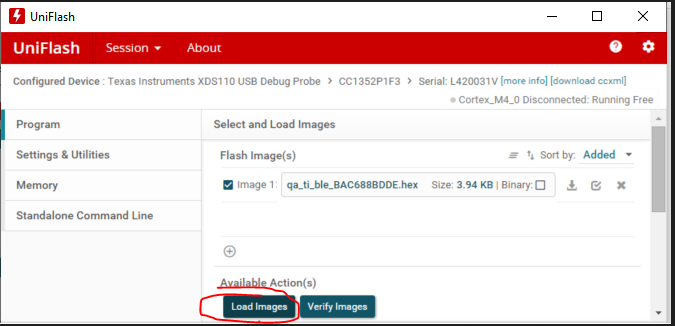 UniFlash
UniFlash Session About
Configured Device : Texas Instruments XDS110 USB Debug Probe > CC1352P1F3 > Serial: L420031V [more info] [download ccxml]
Cortex_M4_0 Disconnected: Running Free
Program
Settings & Utilities
Memory
Standalone Command Line
Select and Load Images
Flash Image(s) Sort by: Added
Image 1: qa_ti_ble_BAC688BDDE.hex Size: 3.94 KB | Binary:
Available Action(s)
Load Images Verify Images